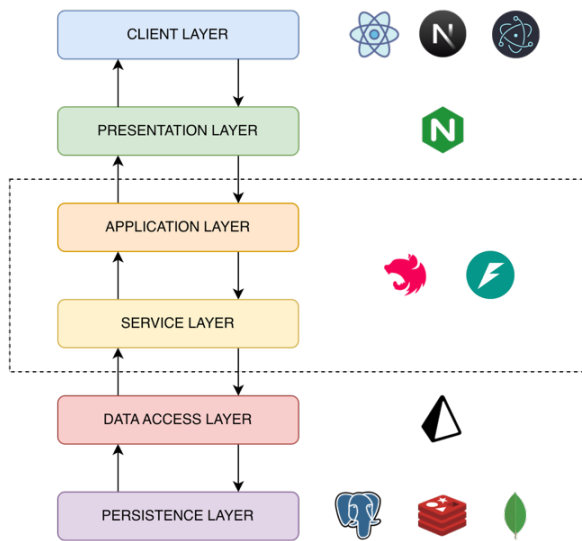 CLIENT LAYER
PRESENTATION LAYER
APPLICATION LAYER
SERVICE LAYER
DATA ACCESS LAYER
PERSISTENCE LAYER